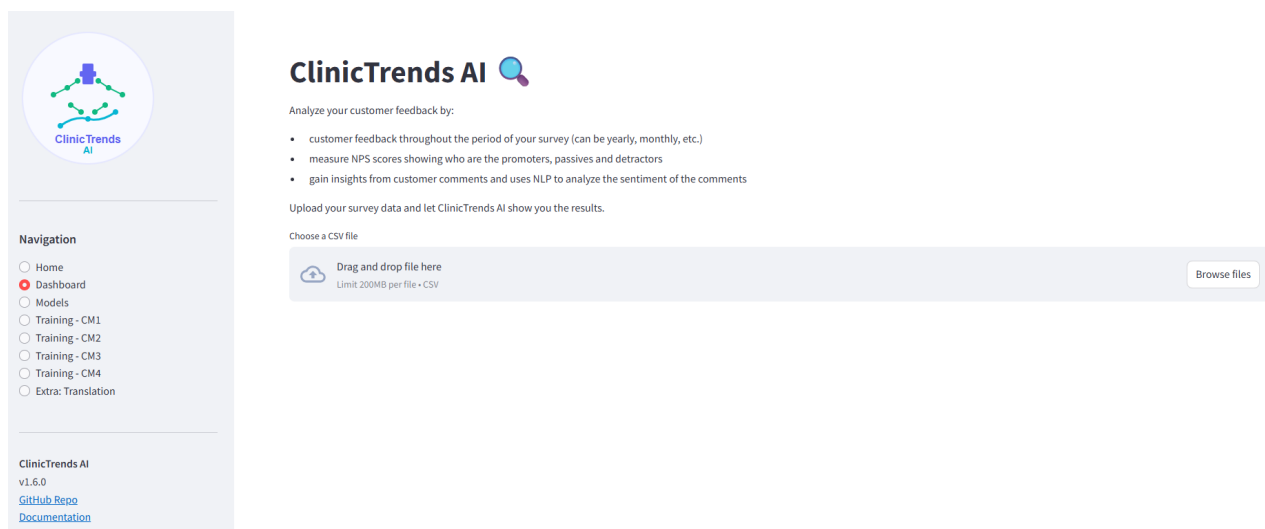 ClinicTrends
AI
Navigation
Home
Dashboard
Models
Training - CM1
Training - CM2
Training - CM3
Training - CM4
Extra: Translation
ClinicTrends AI
v1.6.0
GitHub Repo
Documentation
ClinicTrends AI
Analyze your customer feedback by:
• customer feedback throughout the period of your survey (can be yearly, monthly, etc.)
• measure NPS scores showing who are the promoters, passives and detractors
• gain insights from customer comments and uses NLP to analyze the sentiment of the comments
Upload your survey data and let ClinicTrends AI show you the results.
Choose a CSV file
Drag and drop file here
Limit 200MB per file • CSV
Browse files